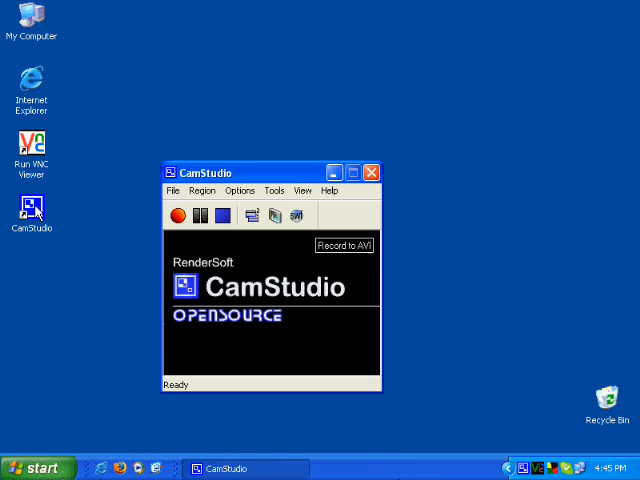 My Computer
Internet
Explorer
Run VNC
Viewer
CamStudio
CamStudio
File Region Options Tools View Help
Record to AVI
RenderSoft
CamStudio
OPENSOURCE
Ready
Recycle Bin
start
CamStudio
4:45 PM